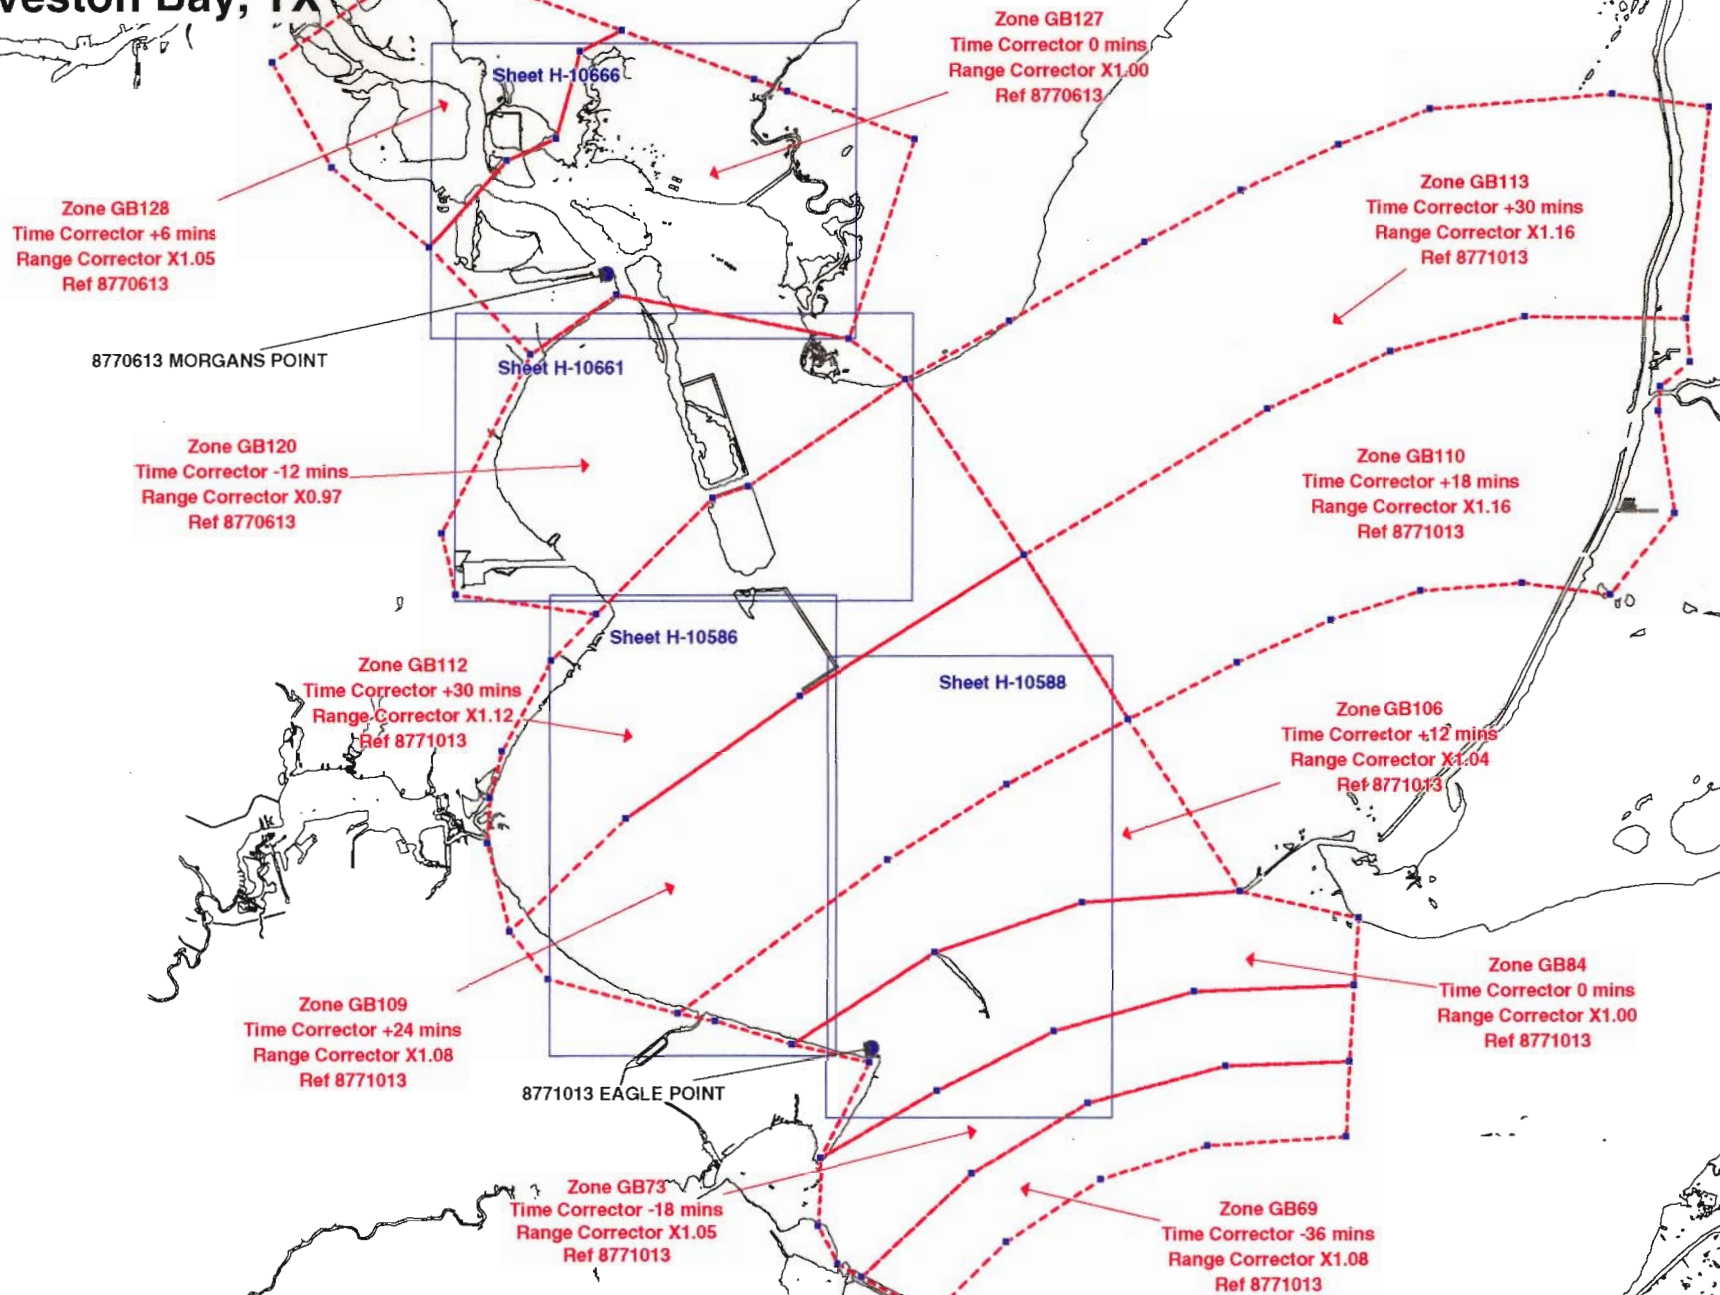 veston Bay, TX
Zone GB127
Time Corrector 0 mins
Range Corrector X1.00
Ref 8770613
Sheet H-10666
Zone GB113
Time Corrector +30 mins
Range Corrector X1.16
Ref 8771013
Zone GB128
Time Corrector +6 mins
Range Corrector X1.05
Ref 8770613
8770613 MORGANS POINT
Sheet H-10661
Zone GB120
Time Corrector -12 mins
Range Corrector X0.97
Ref 8770613
Zone GB110
Time Corrector +18 mins
Range Corrector X1.16
Ref 8771013
Sheet H-10586
Zone GB112
Time Corrector +30 mins
Range Corrector X1.12
Ref 8771013
Sheet H-10588
Zone GB106
Time Corrector +12 mins
Range Corrector X1.04
Ref 8771013
Zone GB84
Time Corrector 0 mins
Range Corrector X1.00
Ref 8771013
Zone GB109
Time Corrector +24 mins
Range Corrector X1.08
Ref 8771013
8771013 EAGLE POINT
Zone GB73
Time Corrector -18 mins
Range Corrector X1.05
Ref 8771013
Zone GB69
Time Corrector -36 mins
Range Corrector X1.08
Ref 8771013